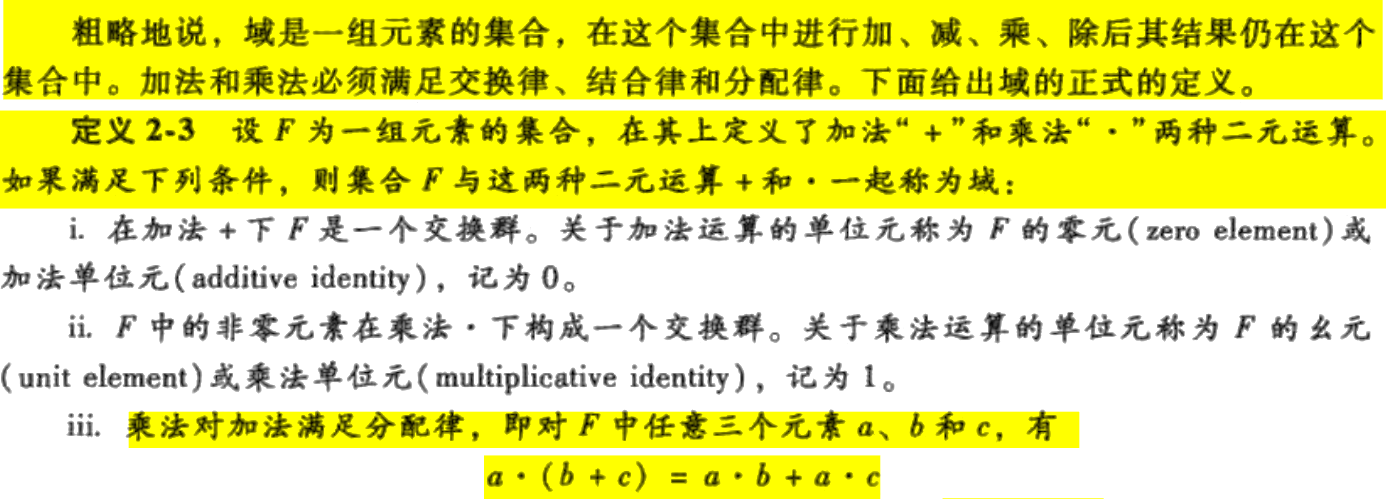 粗略地说，域是一组元素的集合，在这个集合中进行加、减、乘、除后其结果仍在这个
集合中。加法和乘法必须满足交换律、结合律和分配律。下面给出域的正式的定义。
定义 2-3 设 F 为一组元素的集合，在其上定义了加法“+”和乘法“·”两种二元运算。
如果满足下列条件，则集合 F 与这两种二元运算 + 和 · 一起称为域：
i. 在加法 + 下 F 是一个交换群。关于加法运算的单位元称为 F 的零元(zero element)或
加法单位元(additive identity)，记为 0。
ii. F 中的非零元素在乘法 · 下构成一个交换群。关于乘法运算的单位元称为 F 的幺元
(unit element)或乘法单位元(multiplicative identity)，记为 1。
iii. 乘法对加法满足分配律，即对 F 中任意三个元素 a、b 和 c，有
a · (b + c) = a · b + a · c